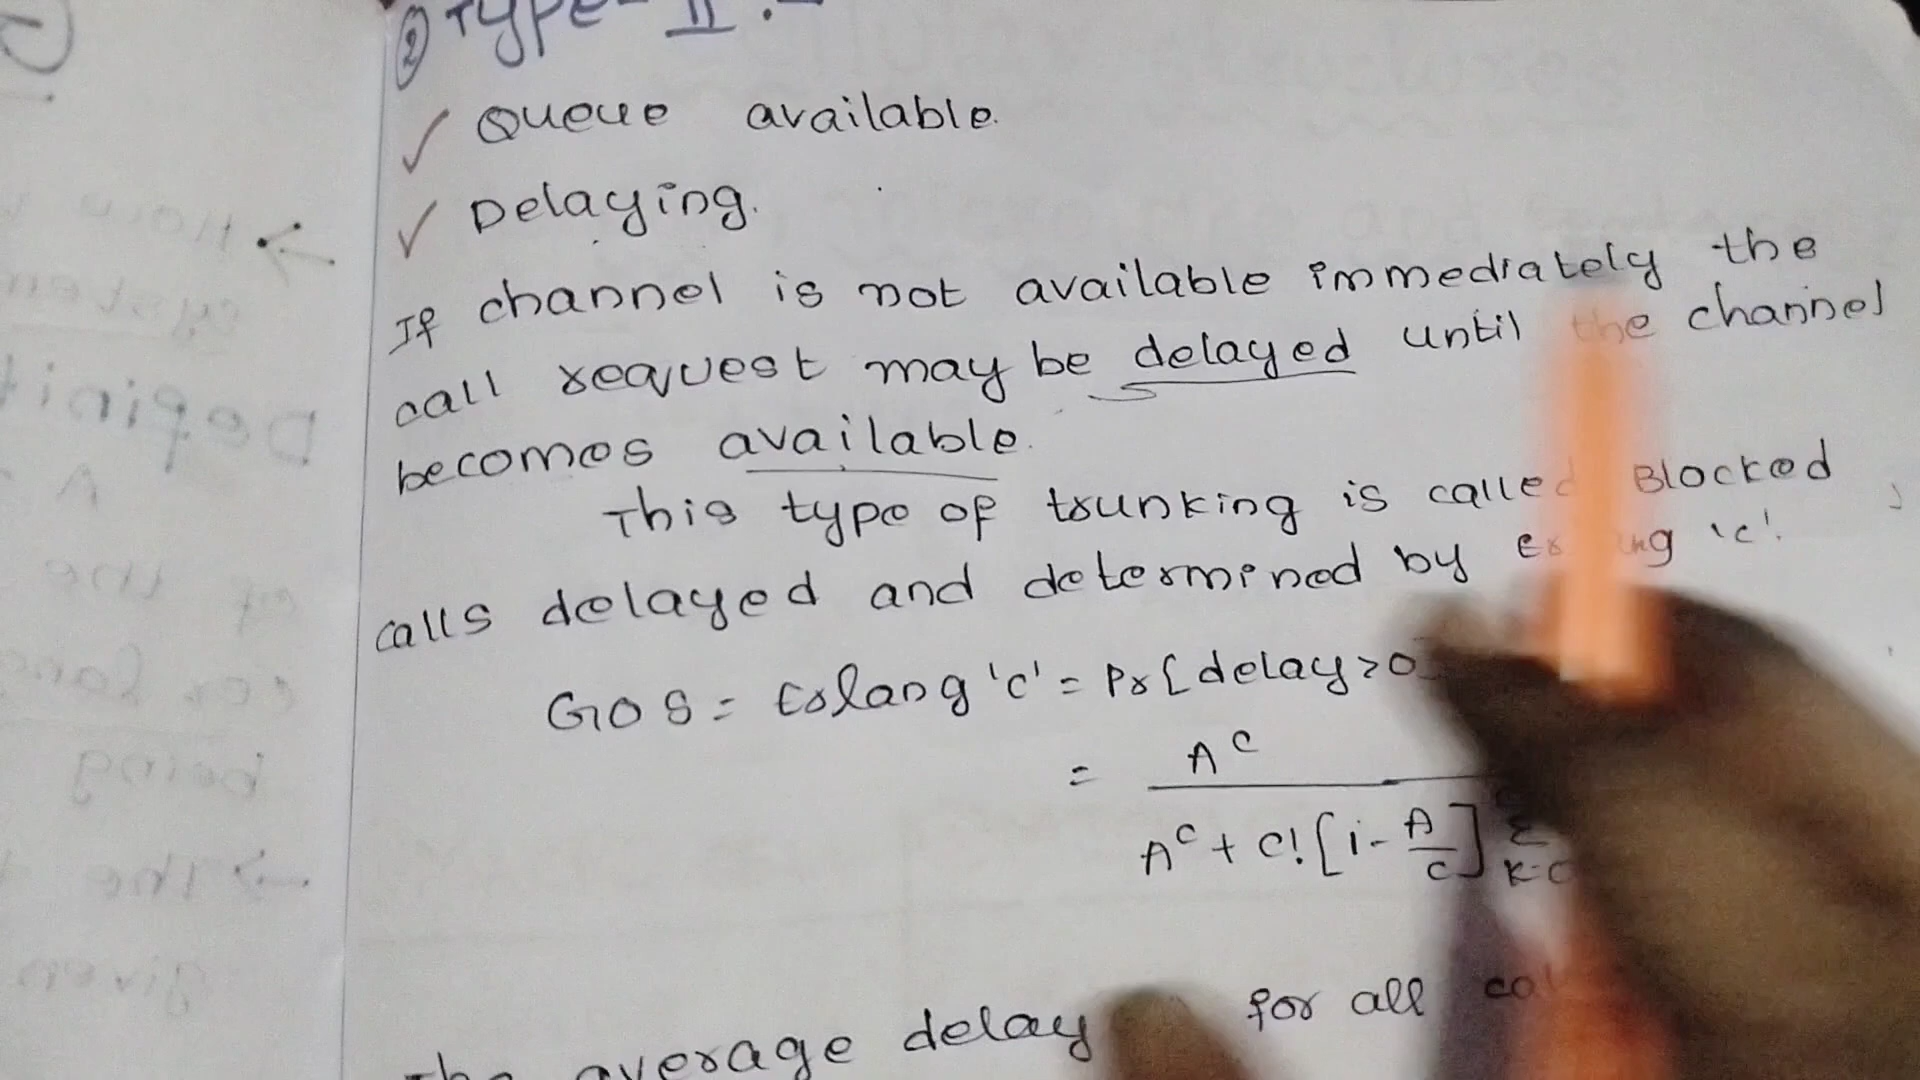 ② Type-II :-
Queue available.
Delaying.
If channel is not available immediately the
call request may be delayed until the channel
becomes available.
This type of trunking is called Blocked
calls delayed and determined by 'c'.
GOS = Erlang 'c' = Pr[delay>0]
= A^C
A^C + C! [1 - A/C] Σ K=0
The average delay for all